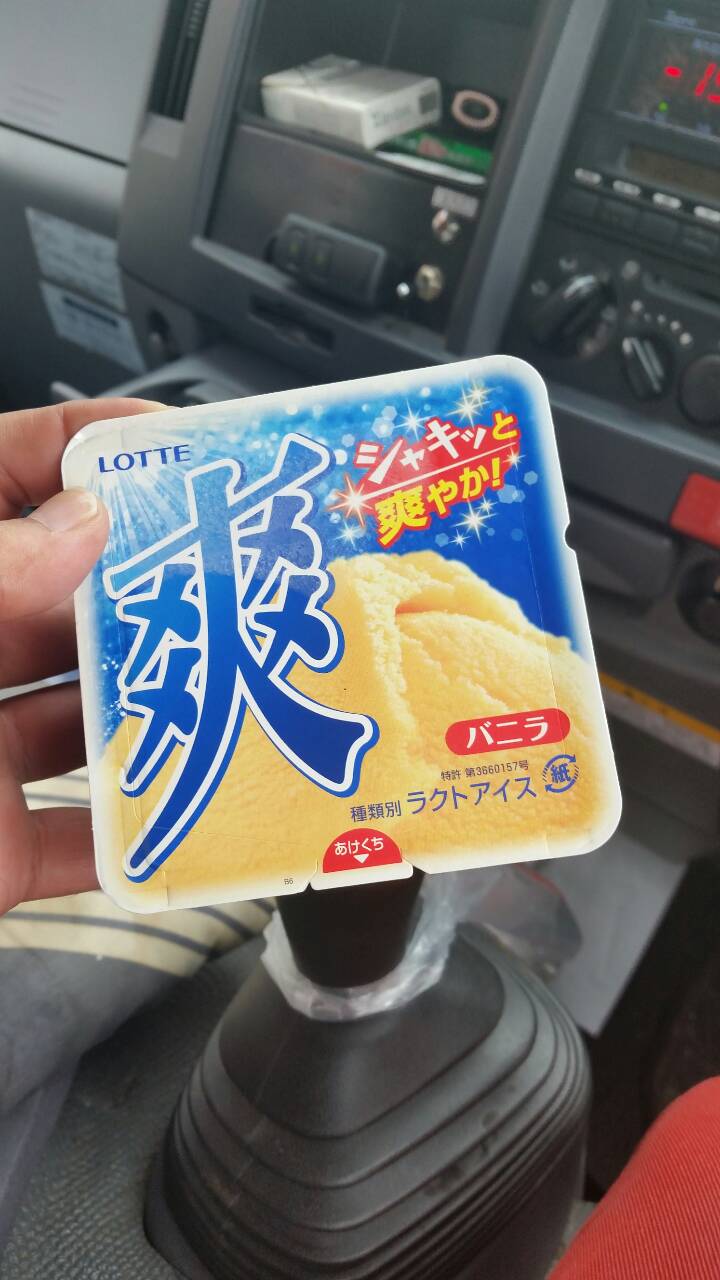 -15
LOTTE
爽
シャキッと
爽やか!
バニラ
特許 第3660157号
種類別 ラクトアイス
紙
あけくち
B6